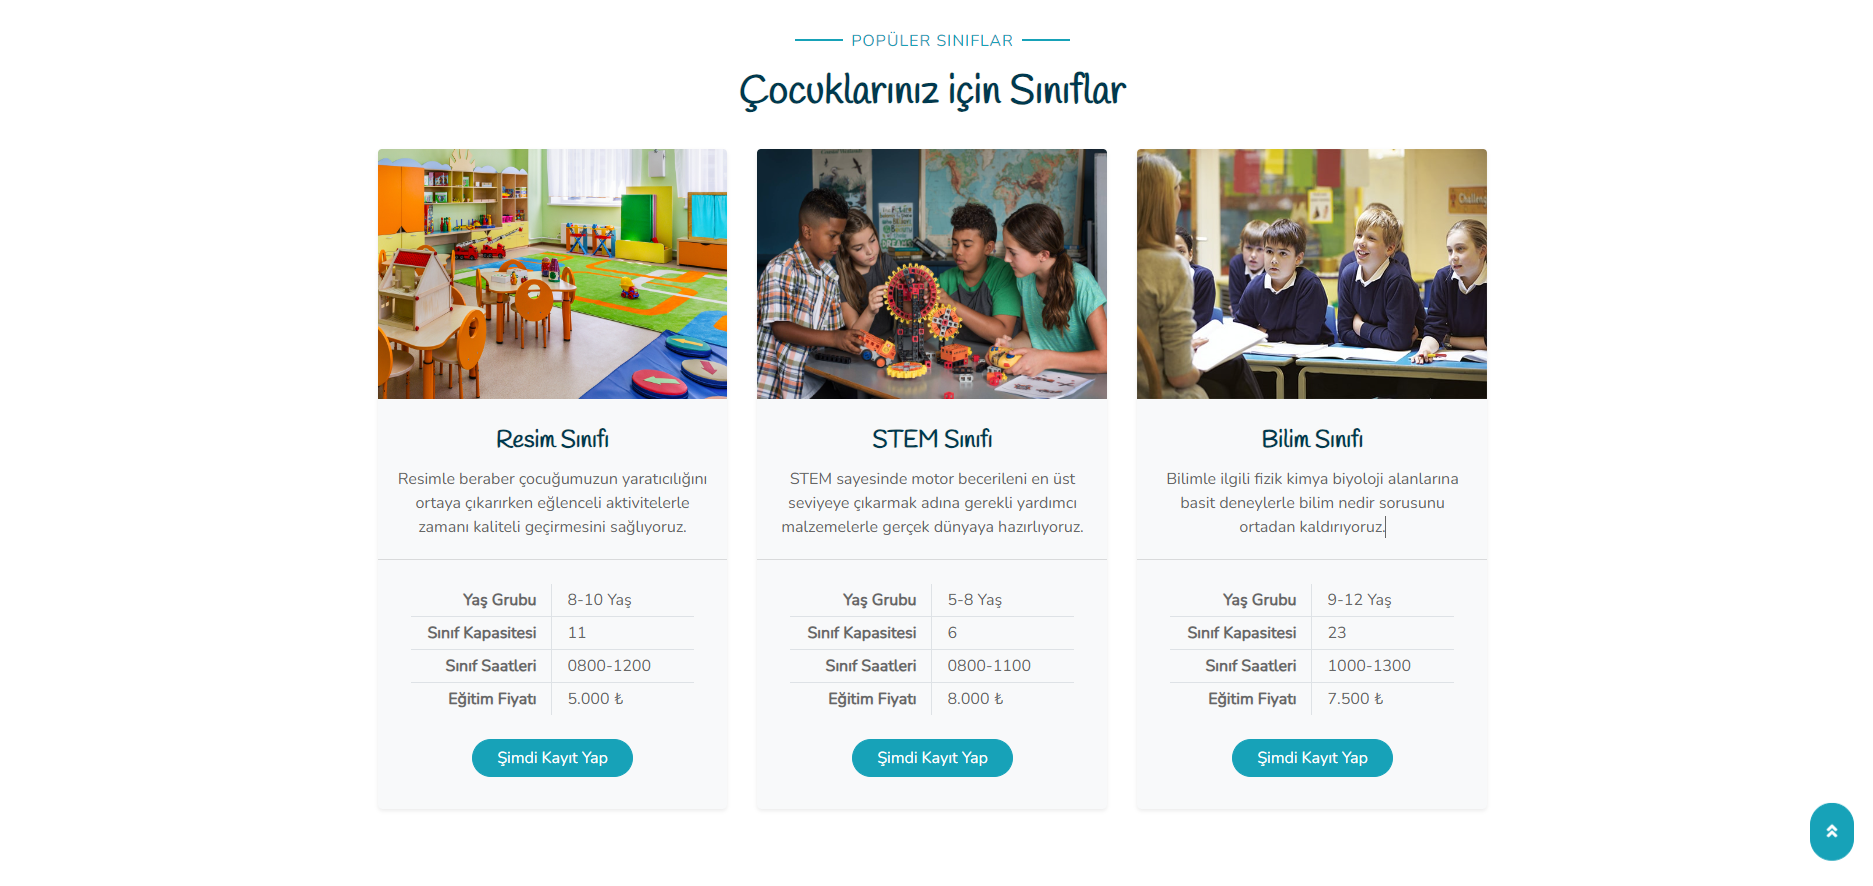 POPÜLER SINIFLAR
Çocuklarınız için Sınıflar
Resim Sınıfı
Resimle beraber çocuğumuzun yaratıcılığını
ortaya çıkarırken eğlenceli aktivitelerle
zamanı kaliteli geçirmesini sağlıyoruz.
Yaş Grubu 8-10 Yaş
Sınıf Kapasitesi 11
Sınıf Saatleri 0800-1200
Eğitim Fiyatı 5.000 ₺
Şimdi Kayıt Yap
STEM Sınıfı
STEM sayesinde motor becerileni en üst
seviyeye çıkarmak adına gerekli yardımcı
malzemelerle gerçek dünyaya hazırlıyoruz.
Yaş Grubu 5-8 Yaş
Sınıf Kapasitesi 6
Sınıf Saatleri 0800-1100
Eğitim Fiyatı 8.000 ₺
Şimdi Kayıt Yap
Challeng
Bilim Sınıfı
Bilimle ilgili fizik kimya biyoloji alanlarına
basit deneylerle bilim nedir sorusunu
ortadan kaldırıyoruz.
Yaş Grubu 9-12 Yaş
Sınıf Kapasitesi 23
Sınıf Saatleri 1000-1300
Eğitim Fiyatı 7.500 ₺
Şimdi Kayıt Yap